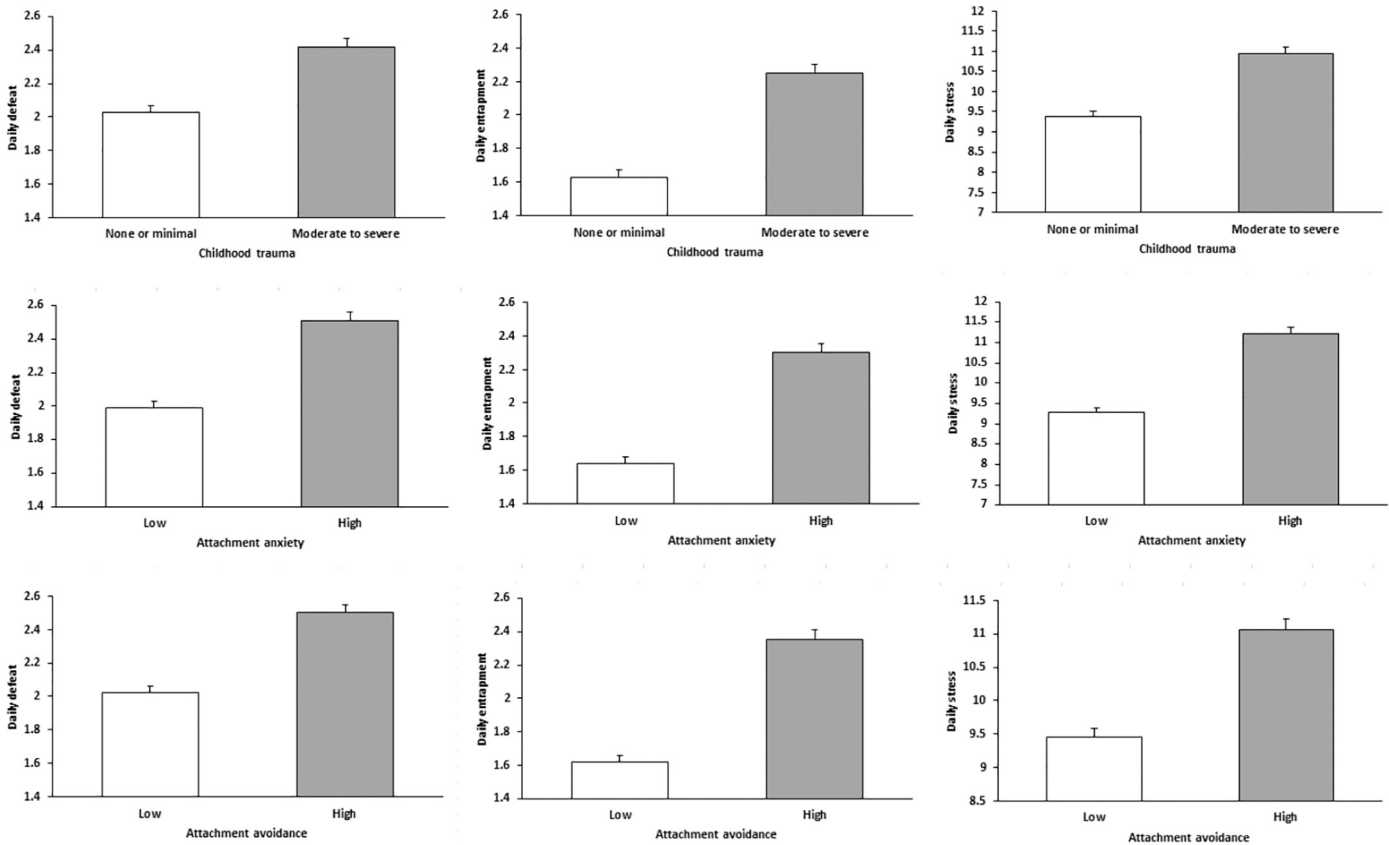 2.6
2.4
2.2
2
1.8
1.6
1.4
Daily defeat
None or minimal Moderate to severe
Childhood trauma
2.6
2.4
2.2
2
1.8
1.6
1.4
Daily entrapment
None or minimal Moderate to severe
Childhood trauma
12
11.5
11
10.5
10
9.5
9
8.5
8
7.5
7
Daily stress
None or minimal Moderate to severe
Childhood trauma
2.6
2.4
2.2
2
1.8
1.6
1.4
Daily defeat
Low High
Attachment anxiety
2.6
2.4
2.2
2
1.8
1.6
1.4
Daily entrapment
Low High
Attachment anxiety
12
11.5
11
10.5
10
9.5
9
8.5
8
7.5
7
Daily stress
Low High
Attachment anxiety
2.6
2.4
2.2
2
1.8
1.6
1.4
Daily defeat
Low High
Attachment avoidance
2.6
2.4
2.2
2
1.8
1.6
1.4
Daily entrapment
Low High
Attachment avoidance
11.5
11
10.5
10
9.5
9
8.5
Daily stress
Low High
Attachment avoidance